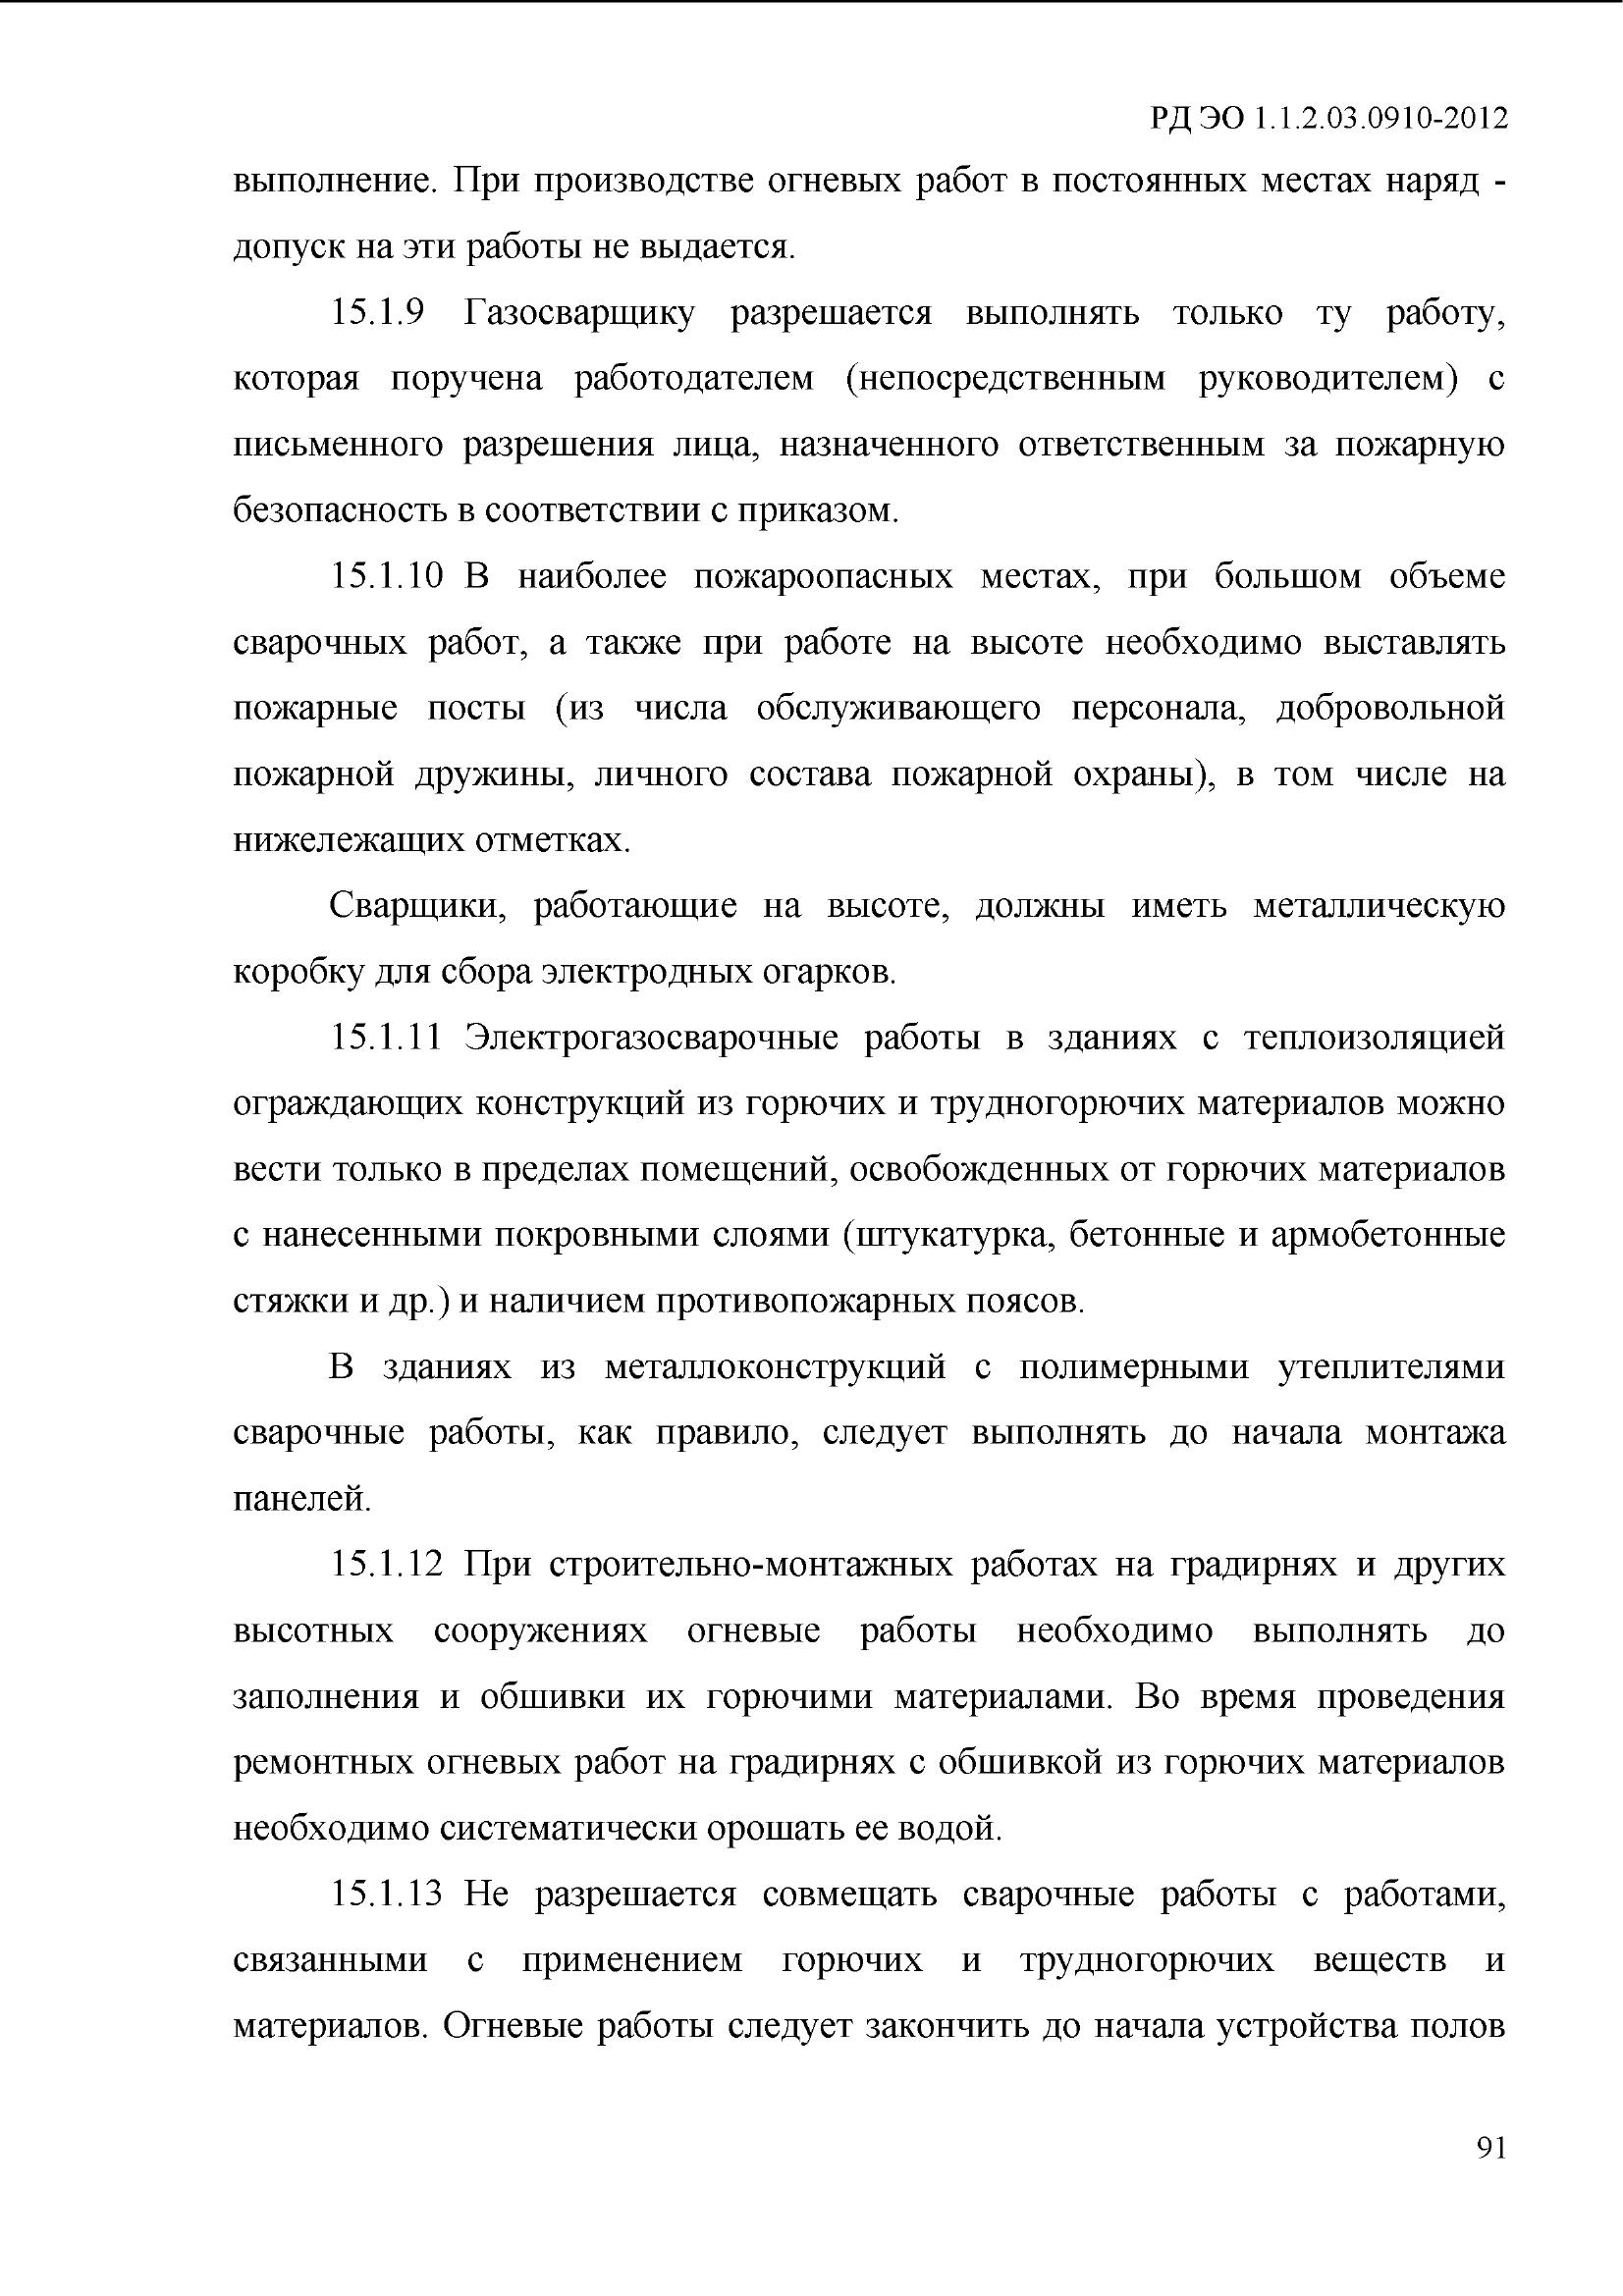 РД ЭО 1.1.2.03.0910-2012
выполнение. При производстве огневых работ в постоянных местах наряд -
допуск на эти работы не выдается.
15.1.9 Газосварщику разрешается выполнять только ту работу,
которая поручена работодателем (непосредственным руководителем) с
письменного разрешения лица, назначенного ответственным за пожарную
безопасность в соответствии с приказом.
15.1.10 В наиболее пожароопасных местах, при большом объеме
сварочных работ, а также при работе на высоте необходимо выставлять
пожарные посты (из числа обслуживающего персонала, добровольной
пожарной дружины, личного состава пожарной охраны), в том числе на
нижележащих отметках.
Сварщики, работающие на высоте, должны иметь металлическую
коробку для сбора электродных огарков.
15.1.11 Электрогазосварочные работы в зданиях с теплоизоляцией
ограждающих конструкций из горючих и трудногорючих материалов можно
вести только в пределах помещений, освобожденных от горючих материалов
с нанесенными покровными слоями (штукатурка, бетонные и армобетонные
стяжки и др.) и наличием противопожарных поясов.
В зданиях из металлоконструкций с полимерными утеплителями
сварочные работы, как правило, следует выполнять до начала монтажа
панелей.
15.1.12 При строительно-монтажных работах на градирнях и других
высотных сооружениях огневые работы необходимо выполнять до
заполнения и обшивки их горючими материалами. Во время проведения
ремонтных огневых работ на градирнях с обшивкой из горючих материалов
необходимо систематически орошать ее водой.
15.1.13 Не разрешается совмещать сварочные работы с работами,
связанными с применением горючих и трудногорючих веществ и
материалов. Огневые работы следует закончить до начала устройства полов
91